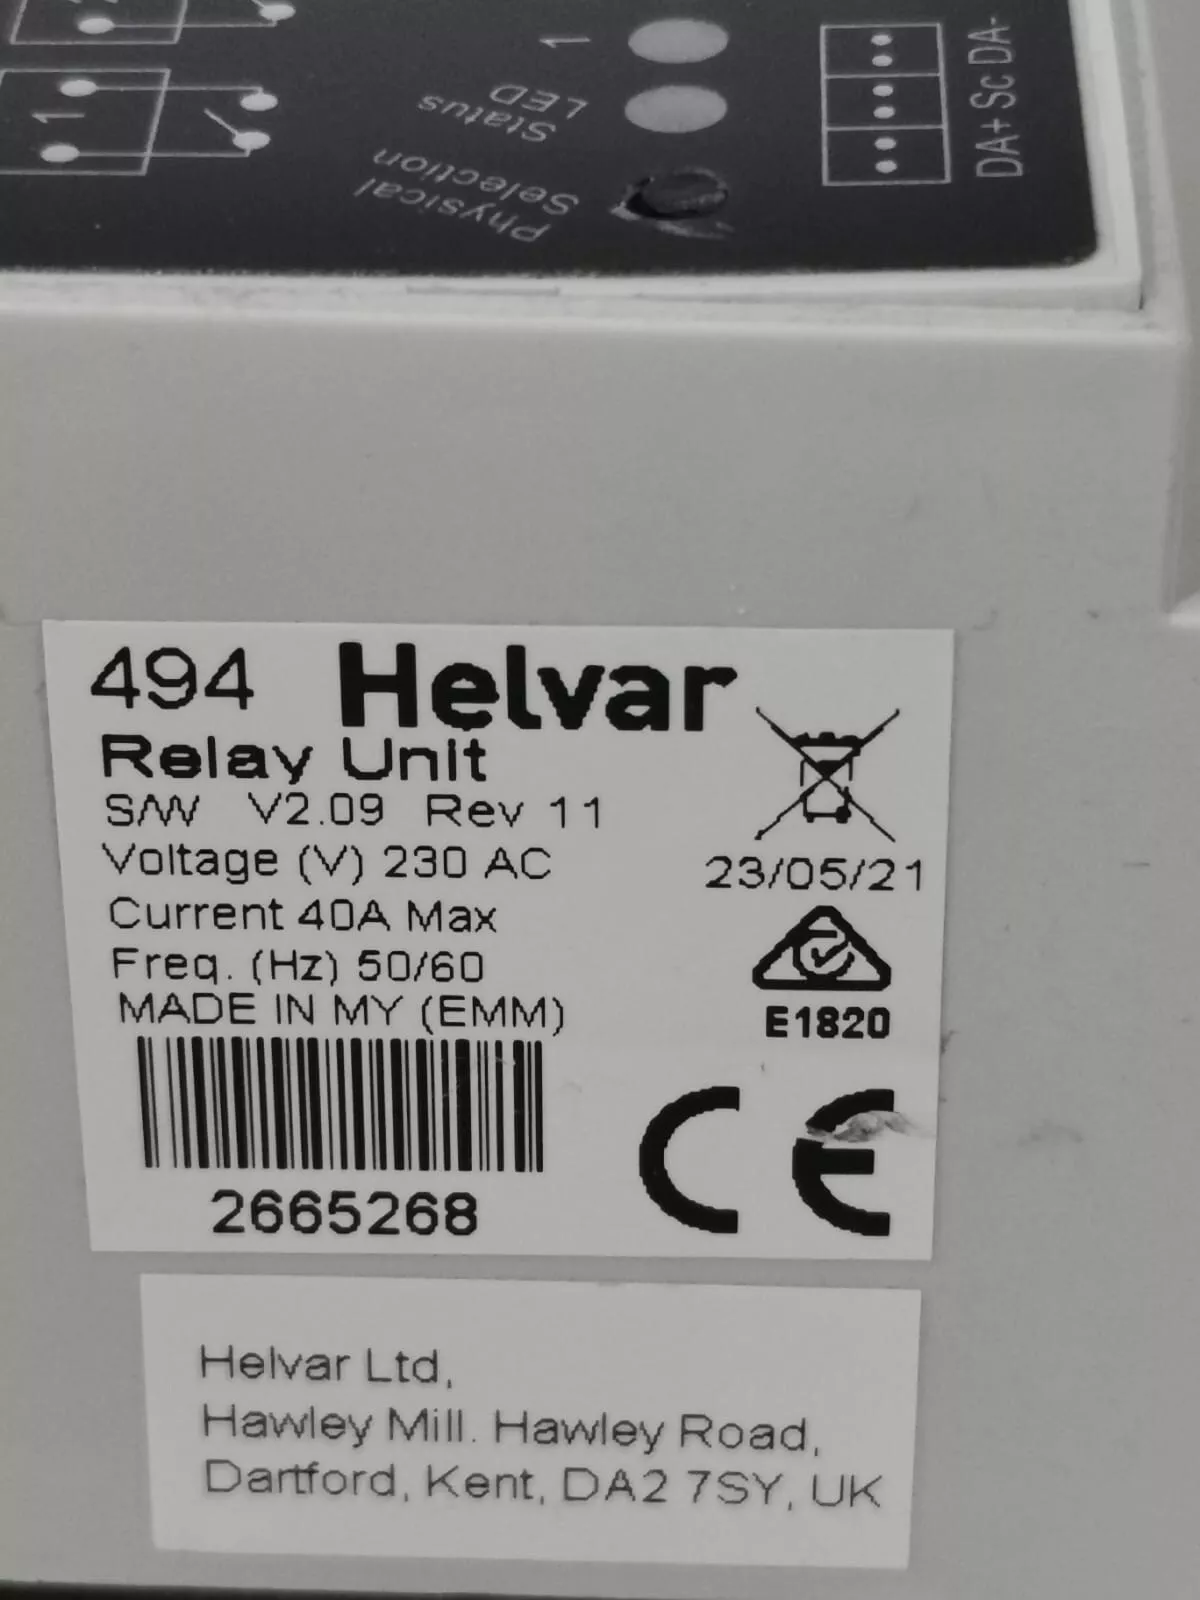 1
1
LED
Status
Selection
Physical
DA+ Sc DA-
494 Helvar
Relay Unit
S/W V2.09 Rev 11
Voltage (V) 230 AC
23/05/21
Current 40A Max
Freq. (Hz) 50/60
MADE IN MY (EMM)
E1820
CE
2665268
Helvar Ltd,
Hawley Mill. Hawley Road,
Dartford, Kent, DA2 7SY, UK